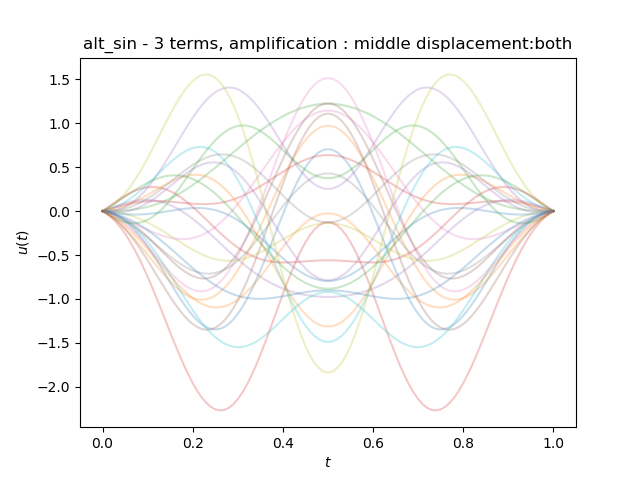 alt_sin - 3 terms, amplification : middle displacement:both
1.5
1.0
0.5
0.0
−0.5
−1.0
−1.5
−2.0
u(t)
0.0 0.2 0.4 0.6 0.8 1.0
t